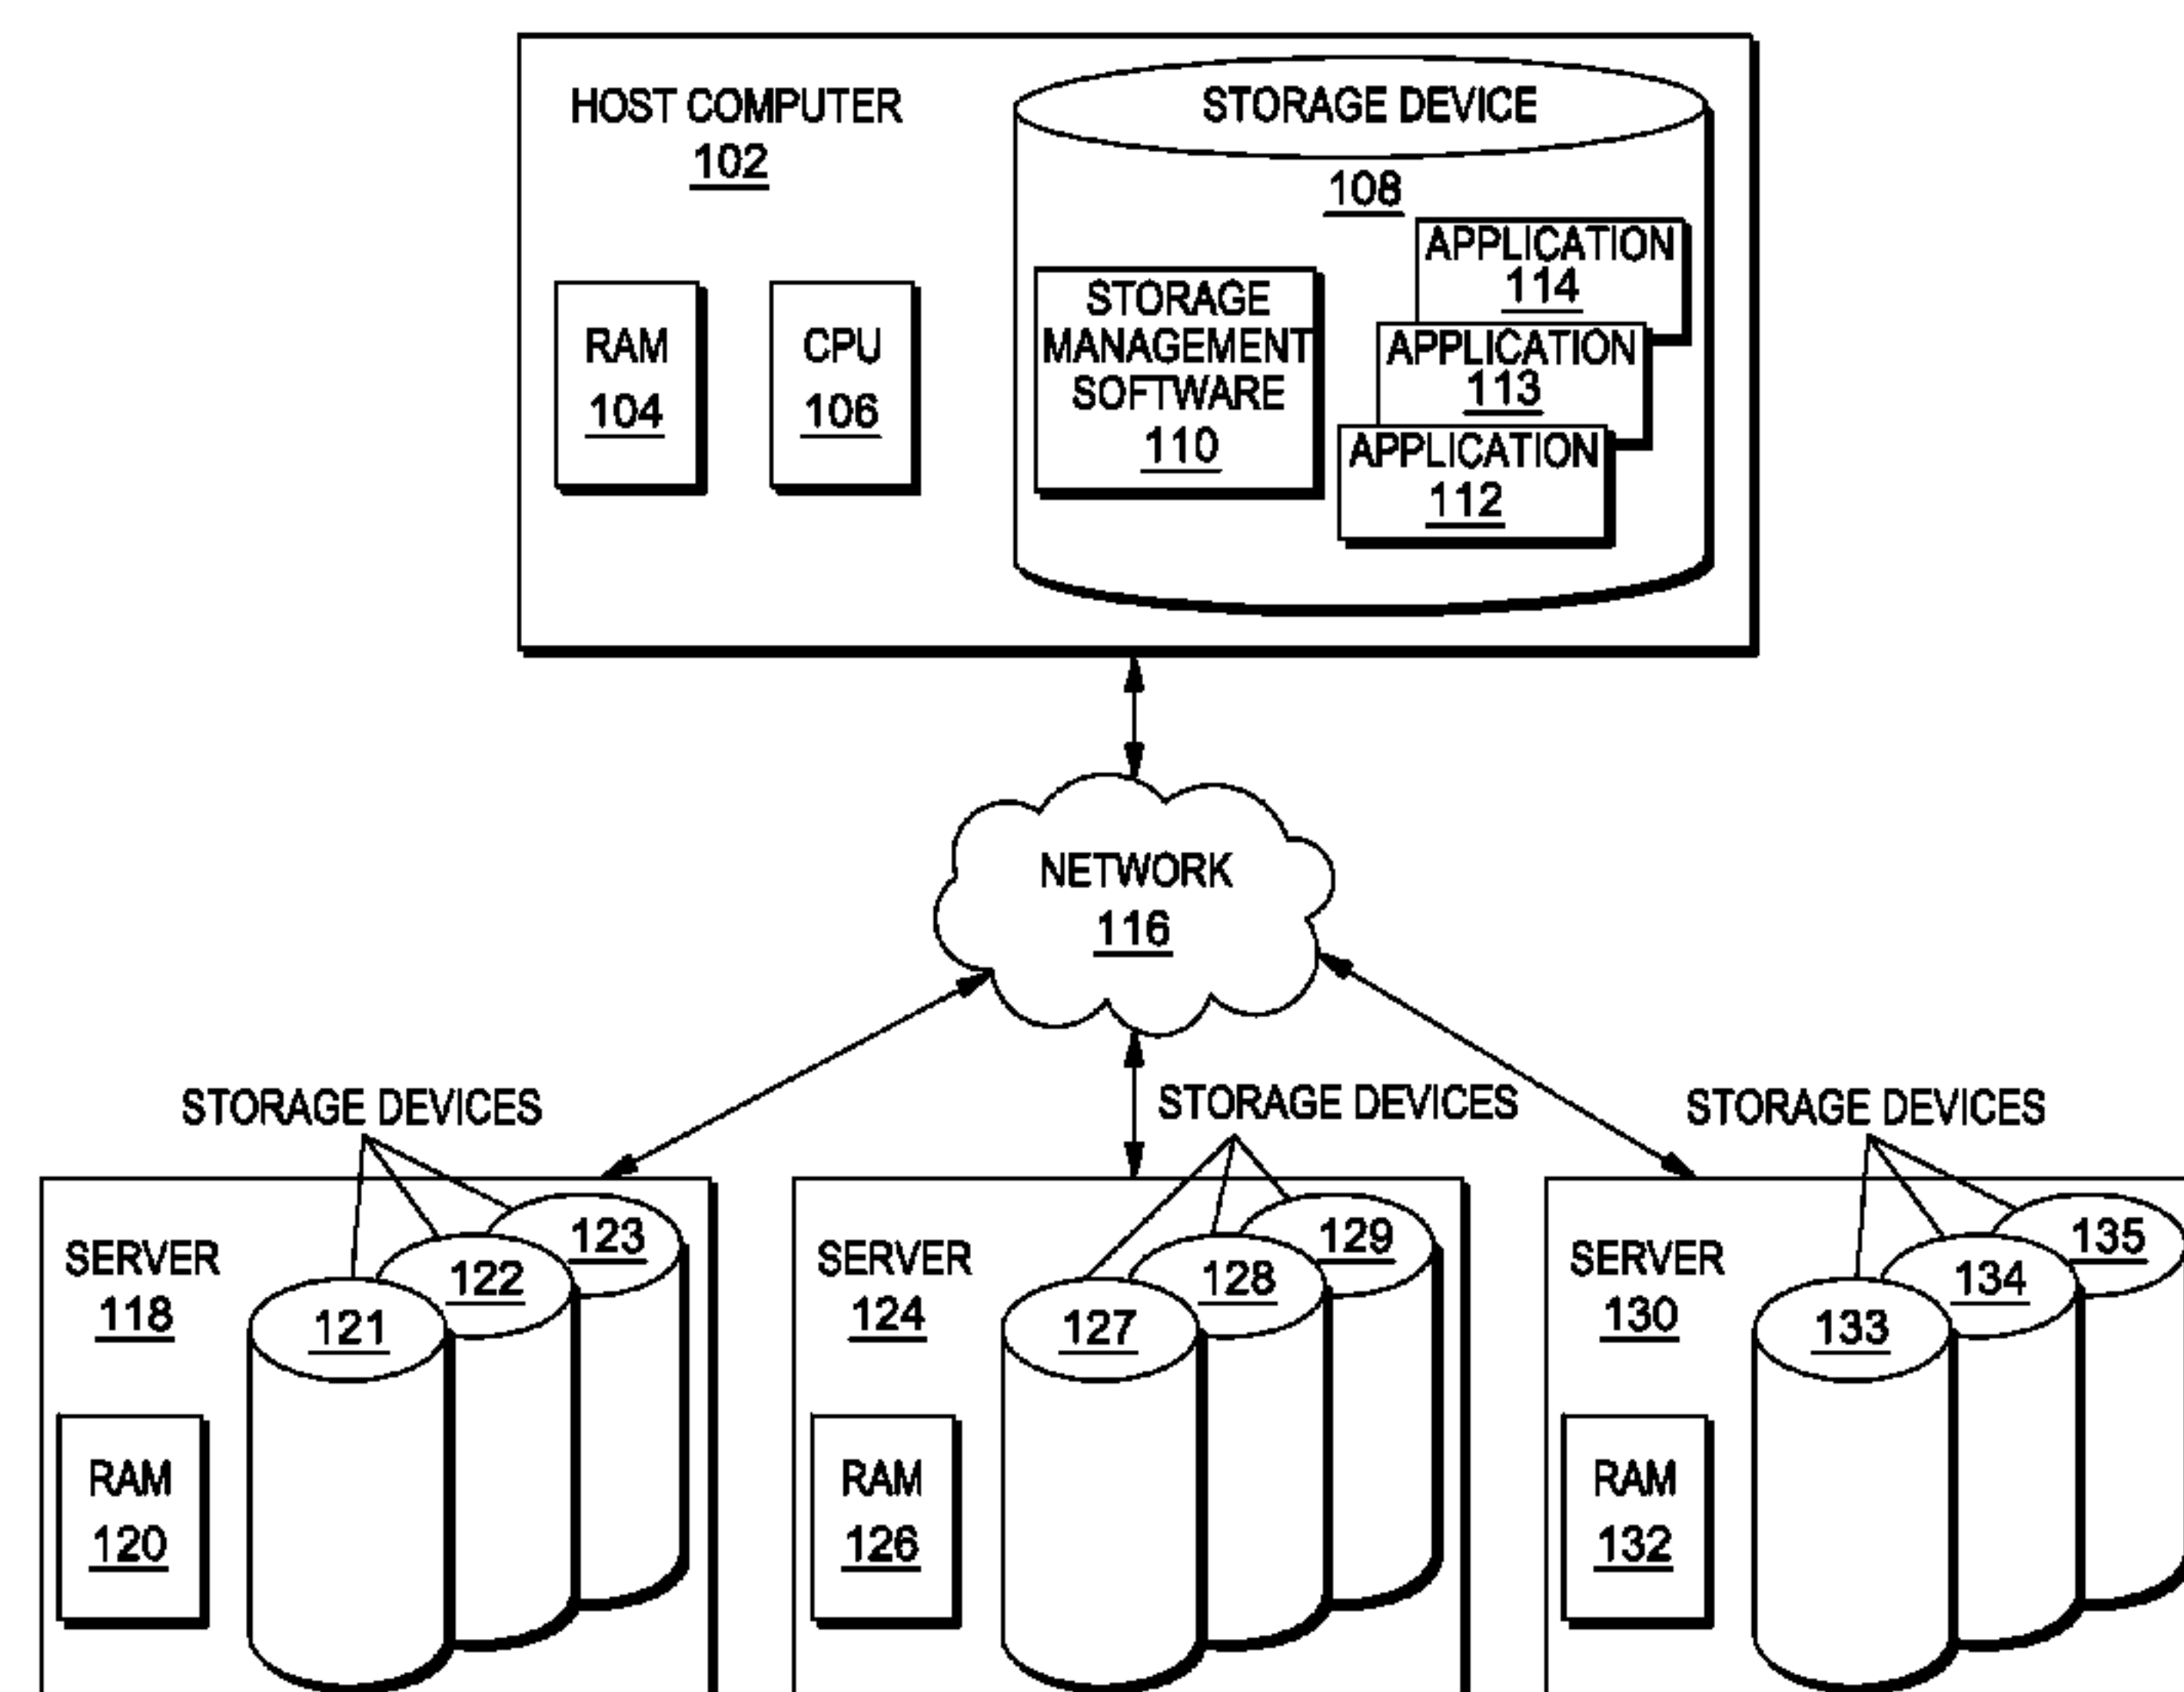 HOST COMPUTER
102
STORAGE DEVICE
108
RAM
104
CPU
106
STORAGE
MANAGEMENT
SOFTWARE
110
APPLICATION
114
APPLICATION
113
APPLICATION
112
NETWORK
116
STORAGE DEVICES
SERVER
118
121
122
123
RAM
120
STORAGE DEVICES
SERVER
124
127
128
129
RAM
126
STORAGE DEVICES
SERVER
130
133
134
135
RAM
132